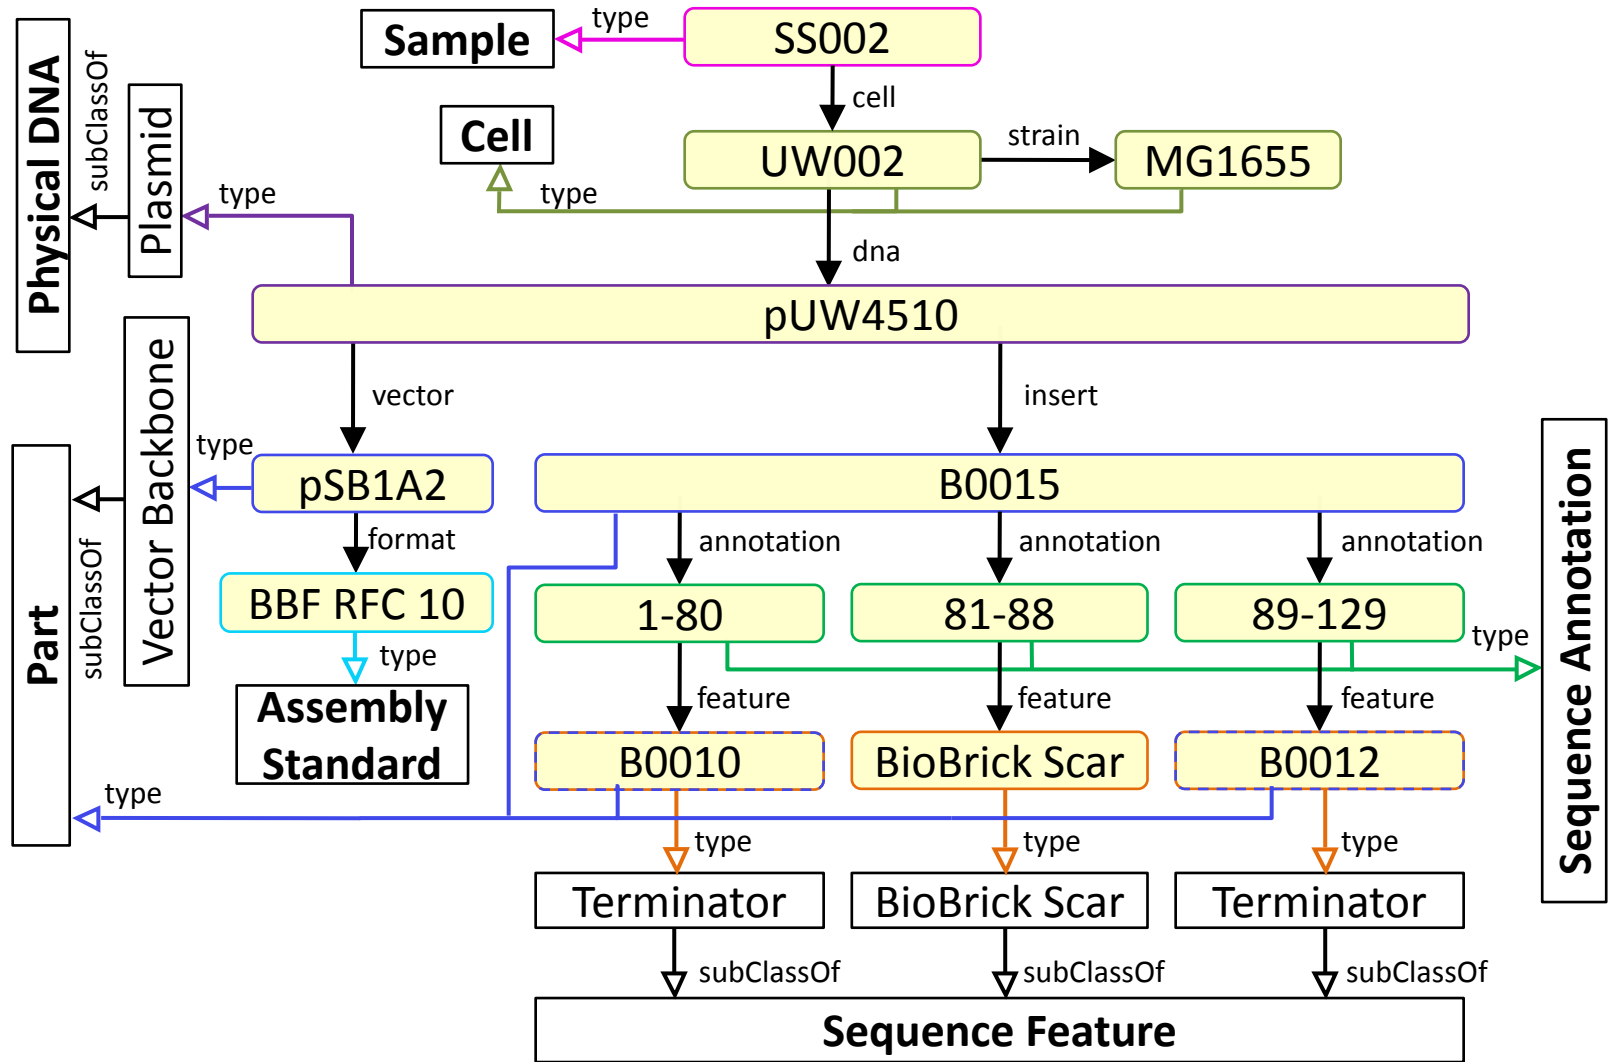 Sample
type
SS002
cell
Cell
UW002
strain
MG1655
type
dna
Physical DNA
subClassOf
Plasmid
type
pUW4510
vector
insert
Part
subClassOf
Vector Backbone
type
pSB1A2
B0015
format
annotation
annotation
annotation
BBF RFC 10
1-80
81-88
89-129
type
Sequence Annotation
type
feature
feature
feature
Assembly
Standard
B0010
BioBrick Scar
B0012
type
type
type
type
Terminator
BioBrick Scar
Terminator
subClassOf
subClassOf
subClassOf
Sequence Feature